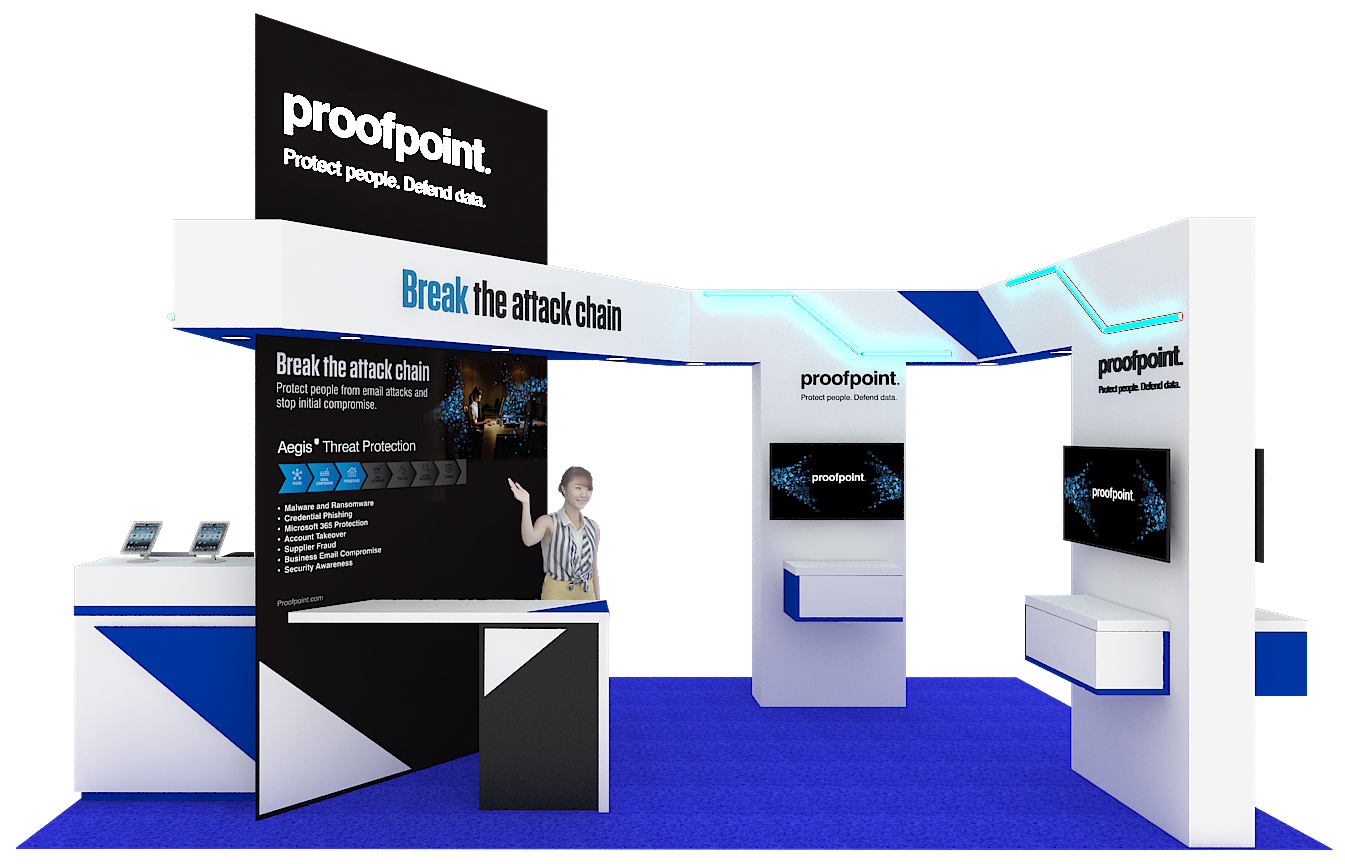 proofpoint.
Protect people. Defend data.
Break the attack chain
Break the attack chain
Protect people from email attacks and
stop initial compromise.
Aegis Threat Protection
• Malware and Ransomware
• Credential Phishing
• Microsoft 365 Protection
• Account Takeover
• Supplier Fraud
• Business Email Compromise
• Security Awareness
Proofpoint.com
proofpoint.
Protect people. Defend data.
proofpoint.
proofpoint.
Protect people. Defend data.
proofpoint.